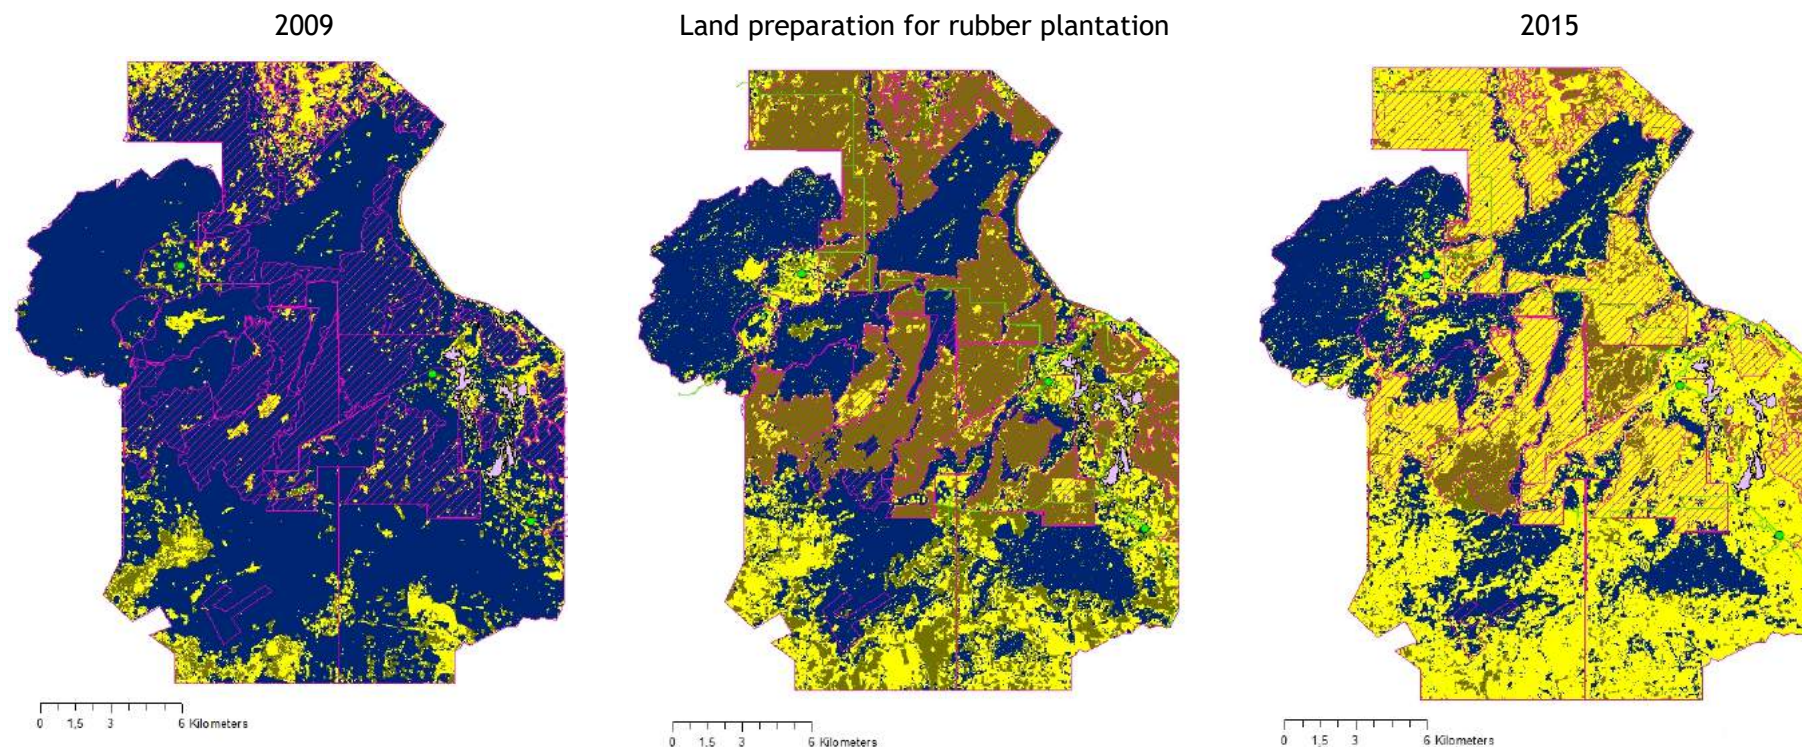 2009
Land preparation for rubber plantation
2015
0 1,5 3 6 Kilometers
0 1,5 3 6 Kilometers
0 1,5 3 6 Kilometers